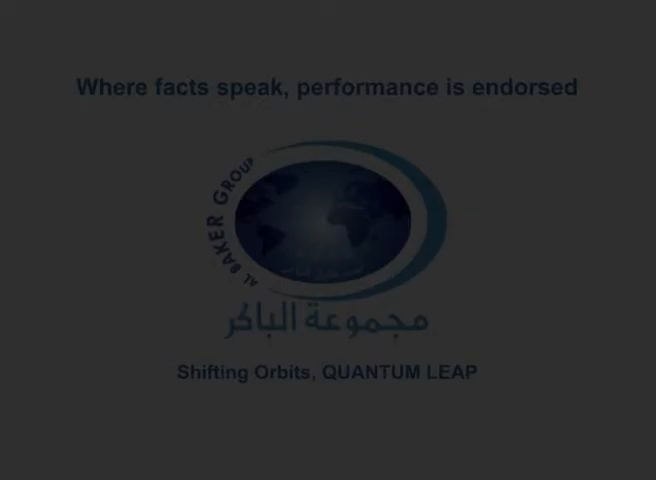 Where facts speak, performance is endorsed
AL BAKER GROUP
مجموعة الباكر
Shifting Orbits, QUANTUM LEAP